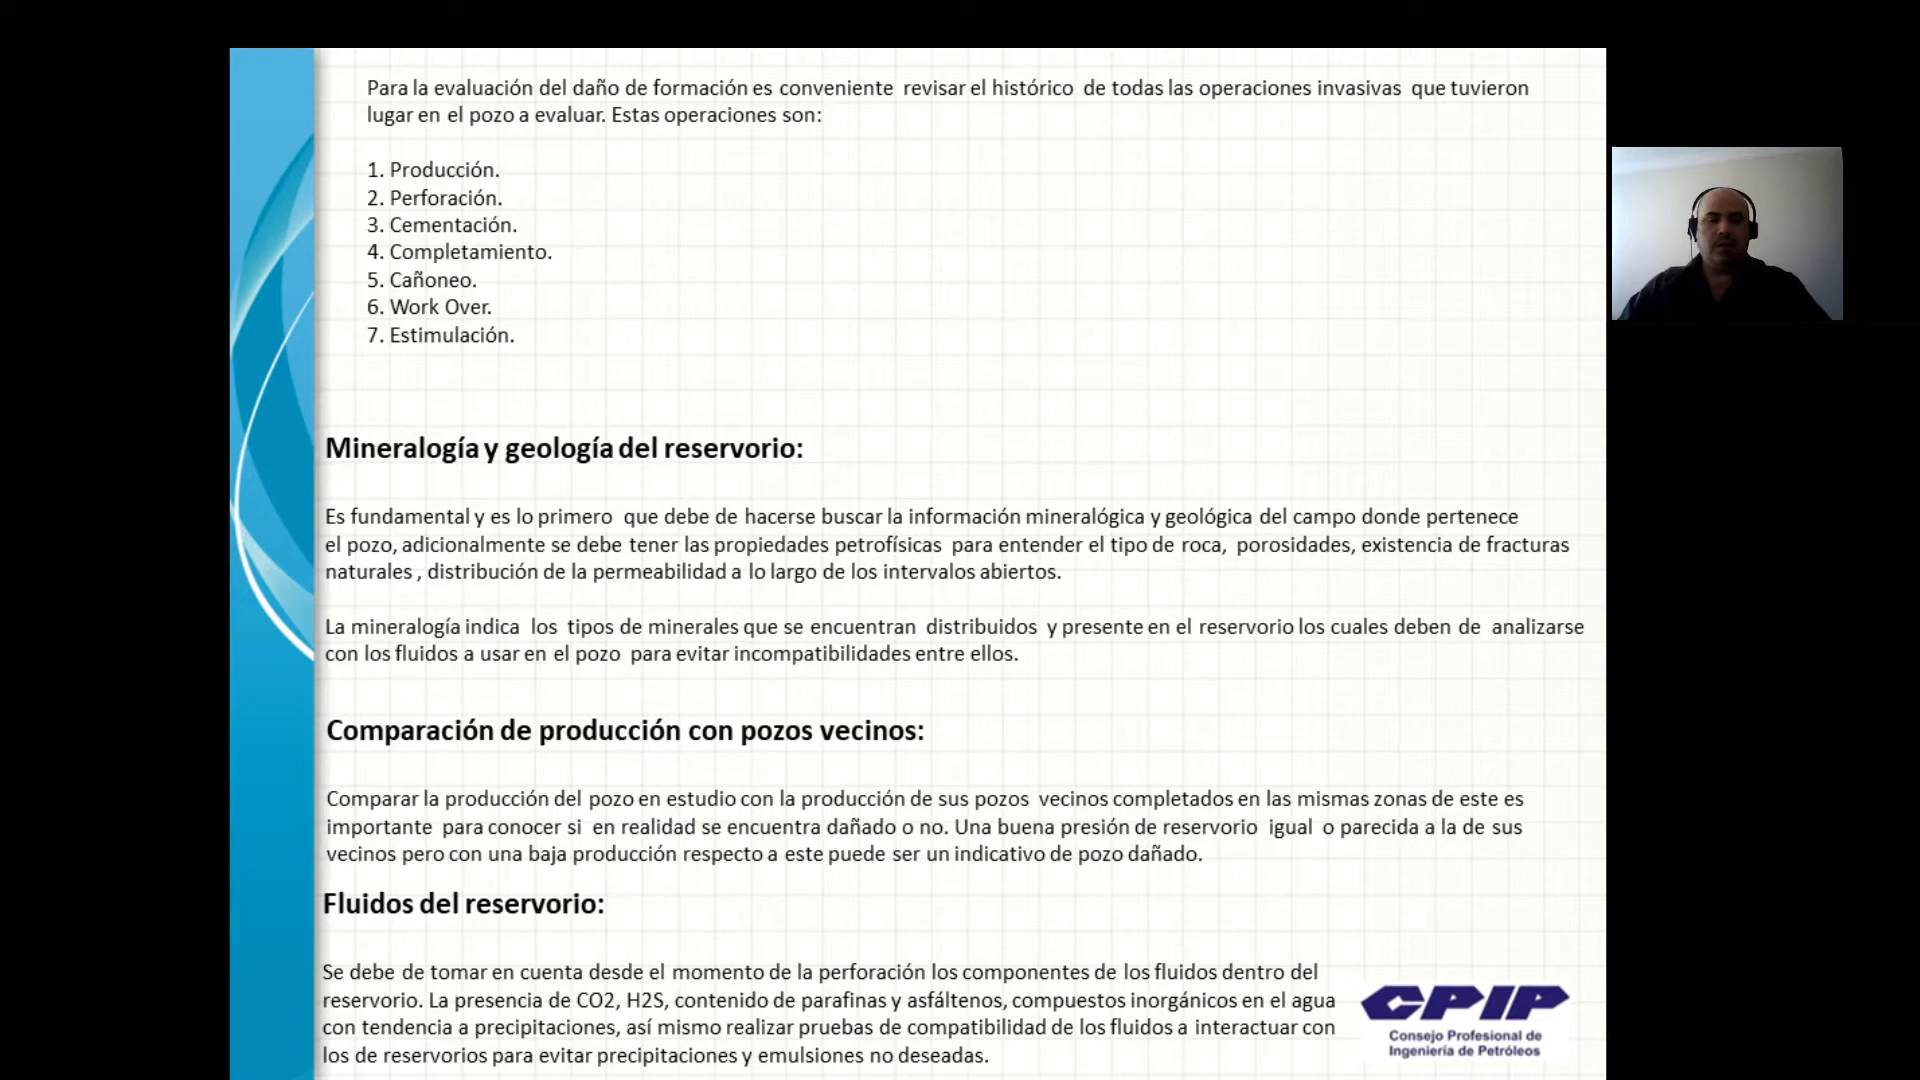 Para la evaluación del daño de formación es conveniente revisar el histórico de todas las operaciones invasivas que tuvieron
lugar en el pozo a evaluar. Estas operaciones son:
1. Producción.
2. Perforación.
3. Cementación.
4. Completamiento.
5. Cañoneo.
6. Work Over.
7. Estimulación.
Mineralogía y geología del reservorio:
Es fundamental y es lo primero que debe de hacerse buscar la información mineralógica y geológica del campo donde pertenece
el pozo, adicionalmente se debe tener las propiedades petrofísicas para entender el tipo de roca, porosidades, existencia de fracturas
naturales , distribución de la permeabilidad a lo largo de los intervalos abiertos.
La mineralogía indica los tipos de minerales que se encuentran distribuidos y presente en el reservorio los cuales deben de analizarse
con los fluidos a usar en el pozo para evitar incompatibilidades entre ellos.
Comparación de producción con pozos vecinos:
Comparar la producción del pozo en estudio con la producción de sus pozos vecinos completados en las mismas zonas de este es
importante para conocer si en realidad se encuentra dañado o no. Una buena presión de reservorio igual o parecida a la de sus
vecinos pero con una baja producción respecto a este puede ser un indicativo de pozo dañado.
Fluidos del reservorio:
Se debe de tomar en cuenta desde el momento de la perforación los componentes de los fluidos dentro del
reservorio. La presencia de CO2, H2S, contenido de parafinas y asfáltenos, compuestos inorgánicos en el agua
con tendencia a precipitaciones, así mismo realizar pruebas de compatibilidad de los fluidos a interactuar con
los de reservorios para evitar precipitaciones y emulsiones no deseadas.
CPIP
Consejo Profesional de
Ingeniería de Petróleos